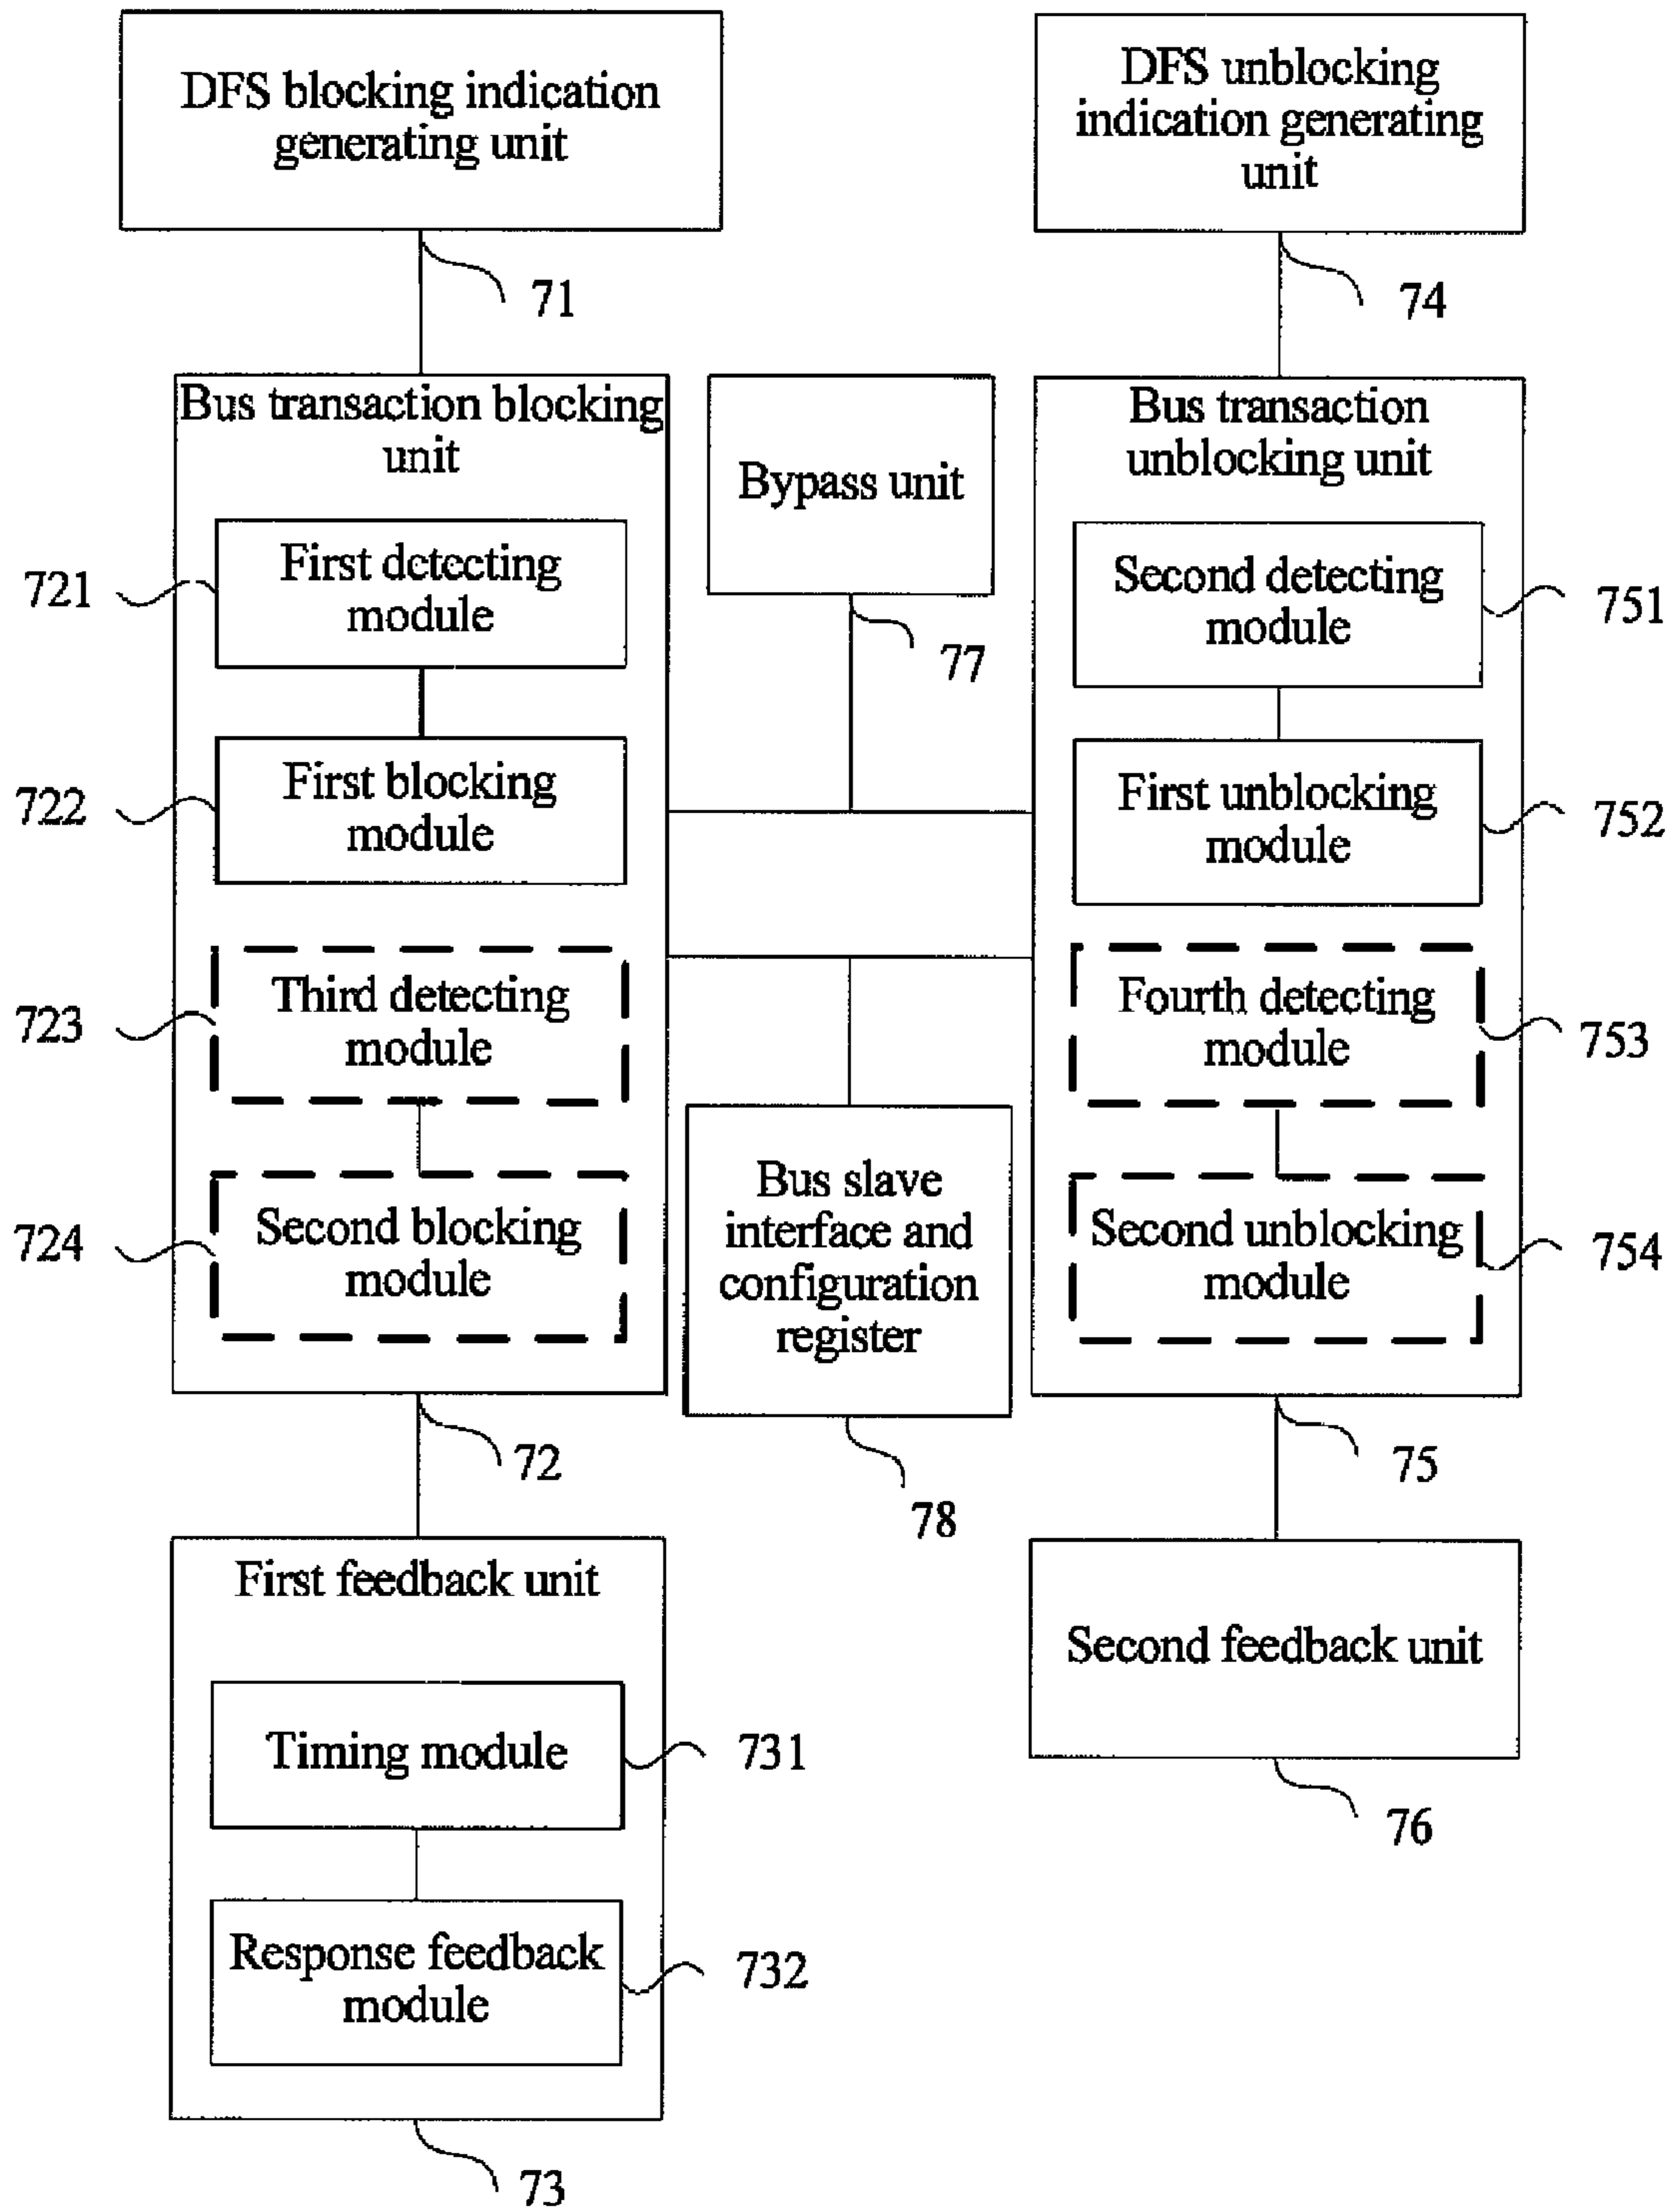 DFS blocking indication
generating unit
71
DFS unblocking
indication generating
unit
74
Bus transaction blocking
unit
First detecting
module
721
First blocking
module
722
Third detecting
module
723
Second blocking
module
724
72
Bypass unit
77
Bus slave
interface and
configuration
register
78
Bus transaction
unblocking unit
Second detecting
module
751
First unblocking
module
752
Fourth detecting
module
753
Second unblocking
module
754
75
First feedback unit
Timing module
731
Response feedback
module
732
73
Second feedback unit
76